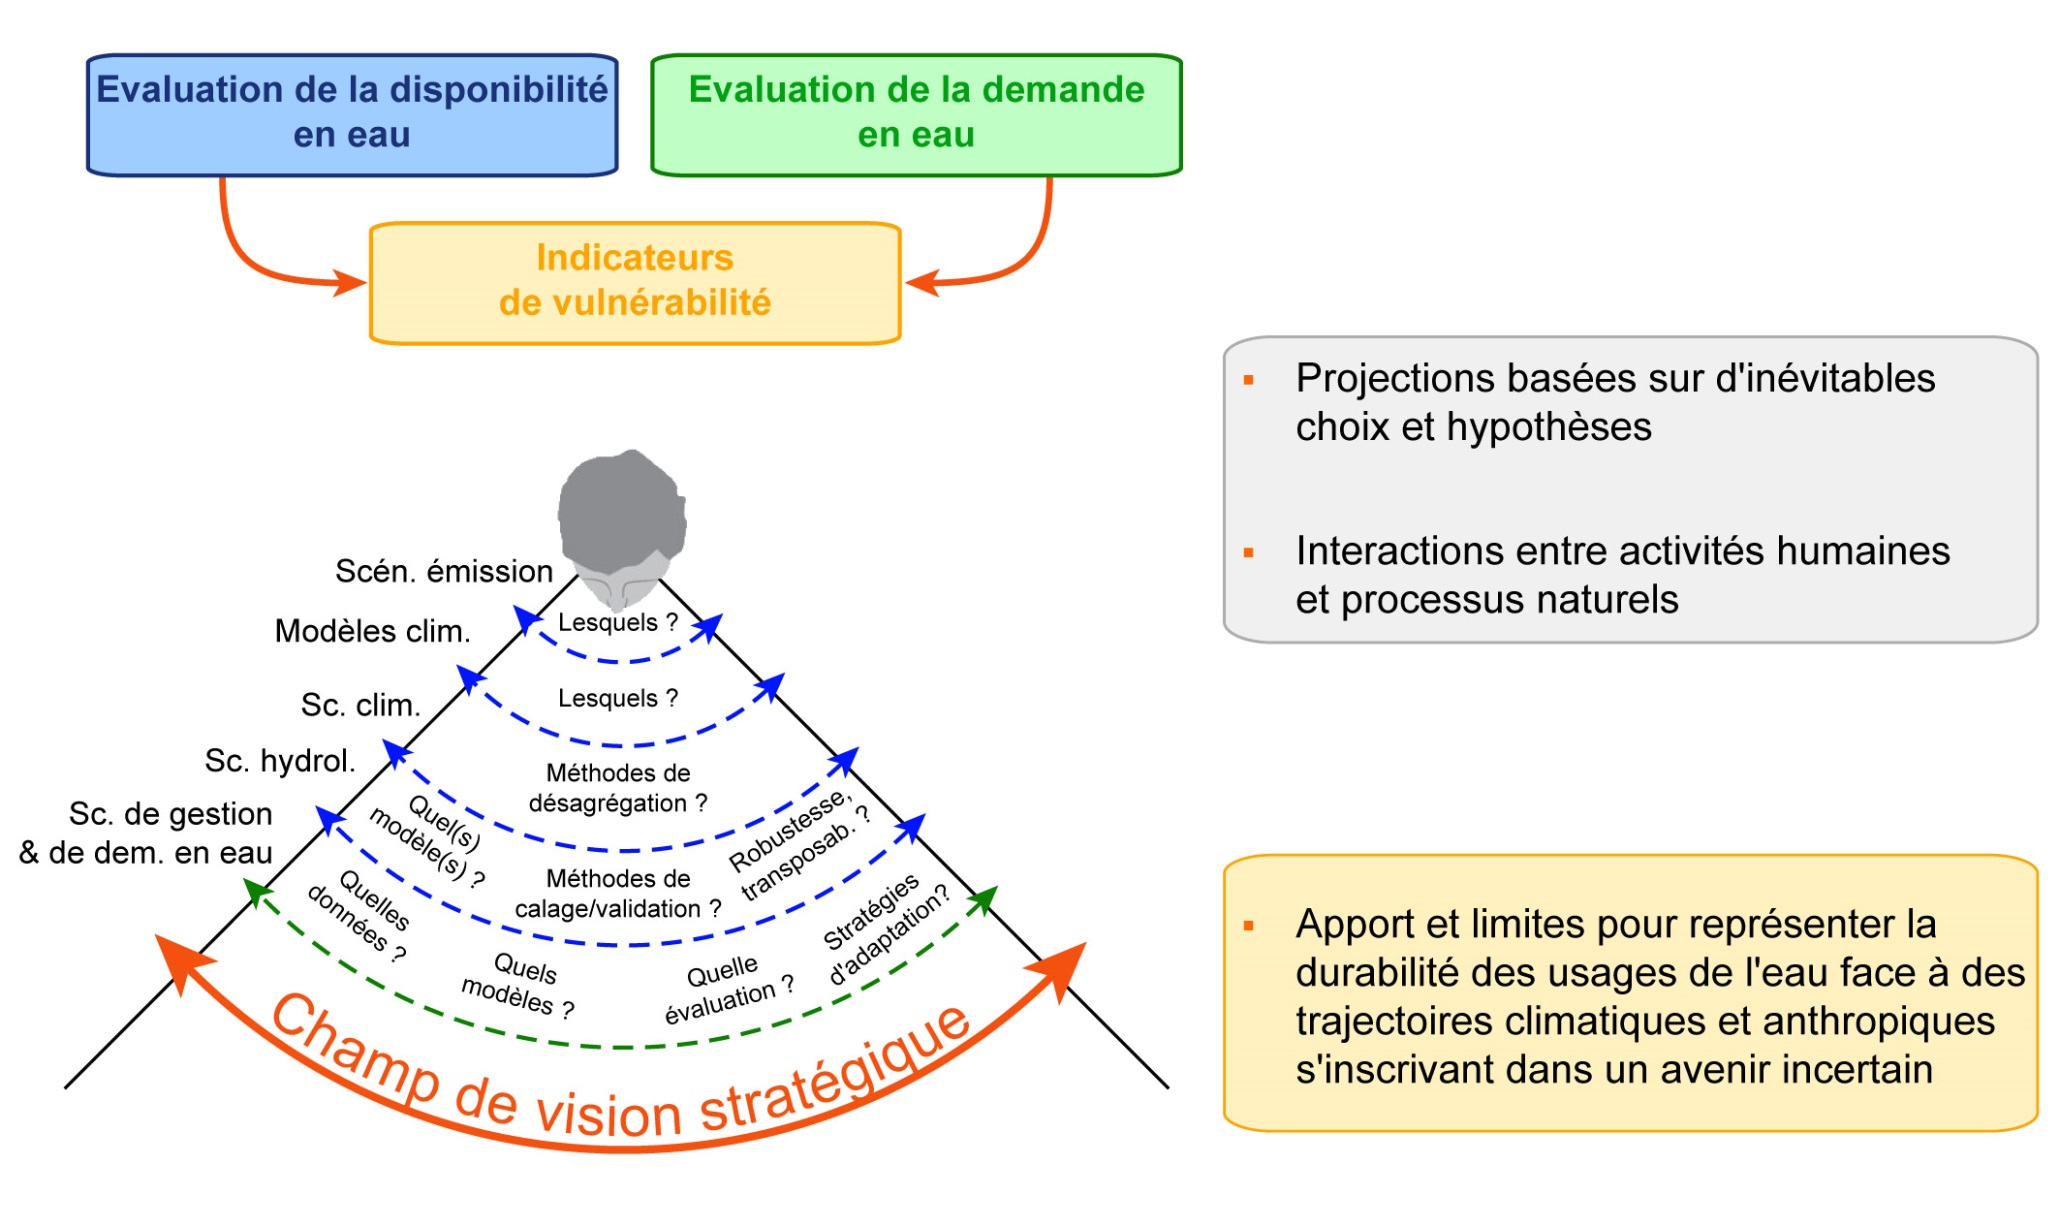 Evaluation de la disponibilité
en eau
Evaluation de la demande
en eau
Indicateurs
de vulnérabilité
Scén. émission
Modèles clim.
Sc. clim.
Sc. hydrol.
Sc. de gestion
& de dem. en eau
Lesquels ?
Lesquels ?
Méthodes de
désagrégation ?
Quel(s)
modèle(s) ?
Méthodes de
calage/validation ?
Robustesse,
transposab. ?
Quelles
données ?
Quels
modèles ?
Quelle
évaluation ?
Stratégies
d'adaptation?
Champ de vision stratégique
▪ Projections basées sur d'inévitables
choix et hypothèses
▪ Interactions entre activités humaines
et processus naturels
▪ Apport et limites pour représenter la
durabilité des usages de l'eau face à des
trajectoires climatiques et anthropiques
s'inscrivant dans un avenir incertain